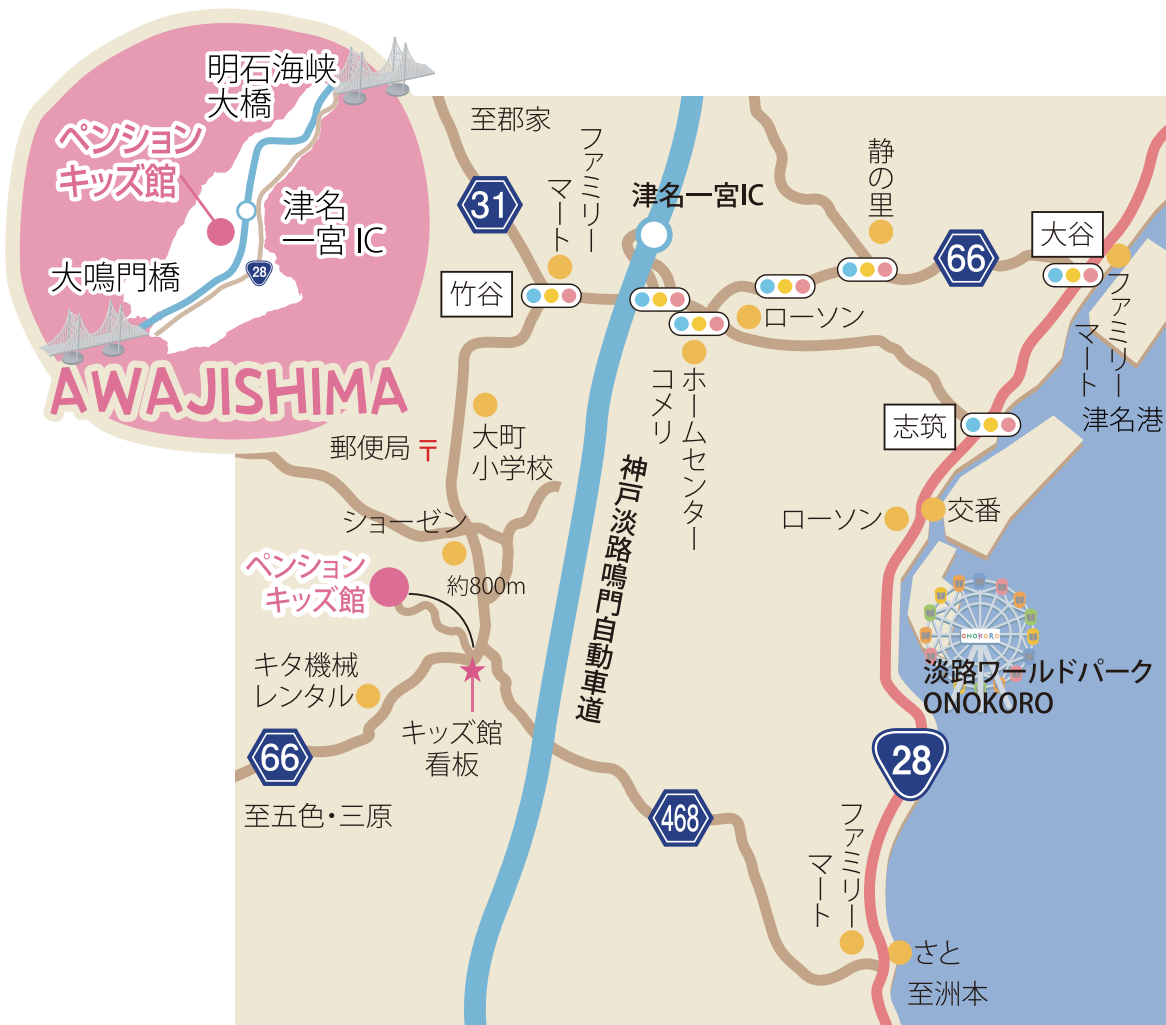 明石海峡
大橋
ペンション
キッズ館
津名
一宮 IC
大鳴門橋
28
AWAJISHIMA
至郡家
ファミリー
マート
31
竹谷
津名一宮IC
静の里
66
大谷
ファミリー
マート
津名港
ローソン
ホームセンター
コメリ
志筑
大町
小学校
郵便局 〒
ショーゼン
ペンション
キッズ館
約800m
神戸淡路鳴門自動車道
ローソン
交番
ONOKORO
淡路ワールドパーク
ONOKORO
キタ機械
レンタル
キッズ館
看板
66
至五色・三原
28
468
ファミリー
マート
さと
至洲本